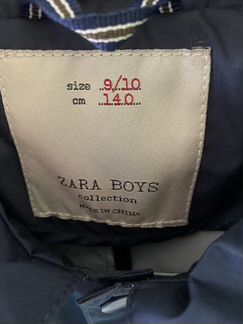 size 9/10
cm 140
ZARA BOYS
collection
MADE IN CHINA